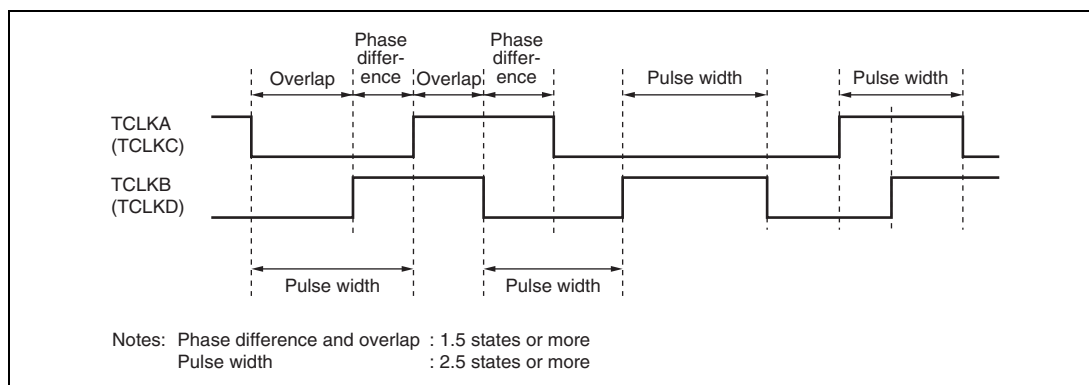 Phase
differ-
ence
Phase
differ-
ence
Overlap
Overlap
Pulse width
Pulse width
TCLKA
(TCLKC)
TCLKB
(TCLKD)
Pulse width
Pulse width
Notes: Phase difference and overlap : 1.5 states or more
Pulse width : 2.5 states or more